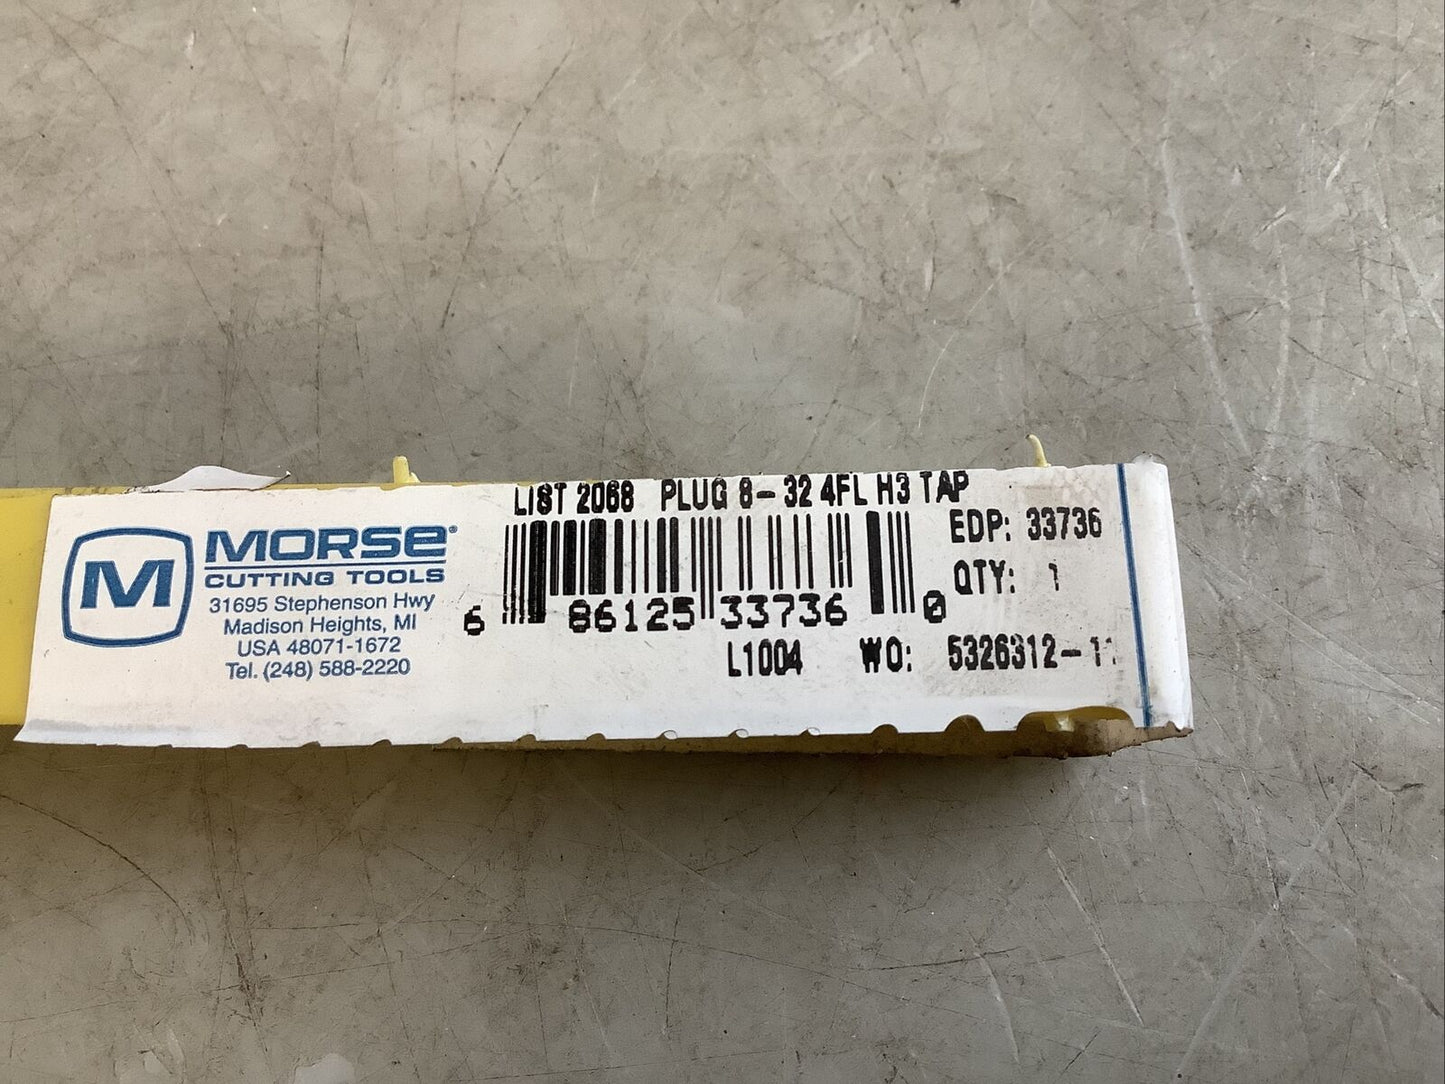 M
MORSE®
CUTTING TOOLS
31695 Stephenson Hwy
Madison Heights, MI
USA 48071-1672
Tel. (248) 588-2220
LIST 2068 PLUG 8-32 4FL H3 TAP
EDP: 33736
QTY: 1
6 86125 33736 0
L1004 WO: 5326312-11